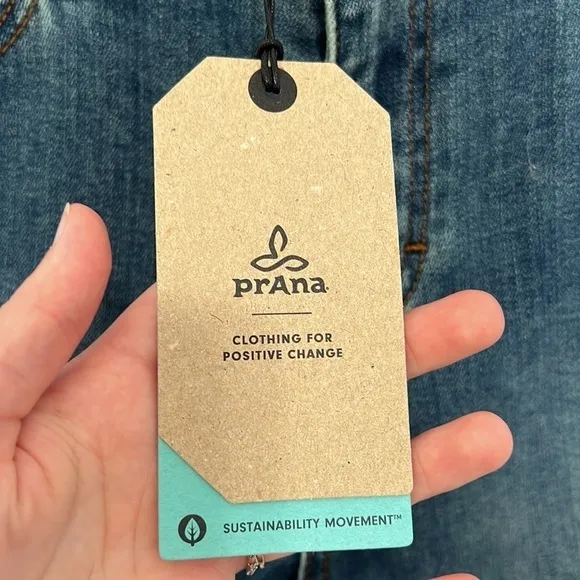 prAna
CLOTHING FOR
POSITIVE CHANGE
SUSTAINABILITY MOVEMENT™